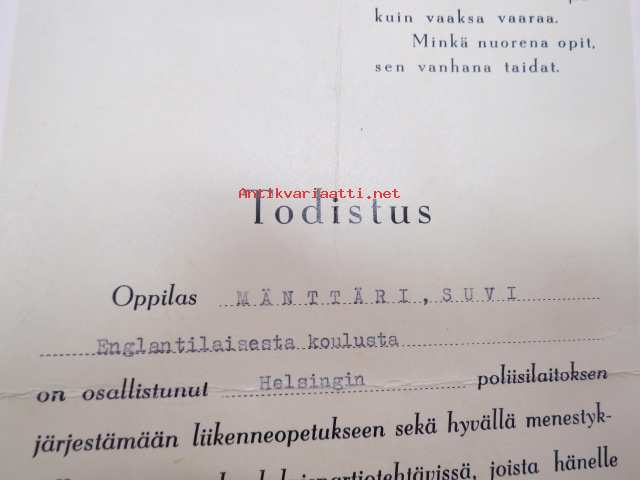 kuin vaaksa vaaraa.
Minkä nuorena opit,
sen vanhana taidat.
Antikvariaatti.net
Todistus
Oppilas MÄNTTÄRI, SUVI
Englantilaisesta koulusta
on osallistunut Helsingin poliisilaitoksen
järjestämään liikenneopetukseen sekä hyvällä menestyk-
joista hänelle